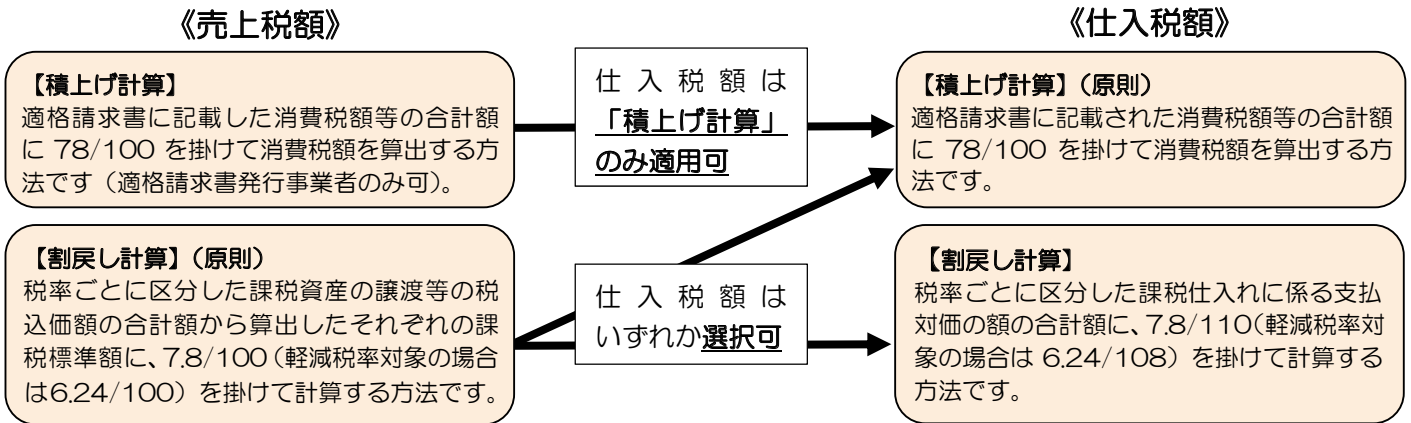 《売上税額》
【積上げ計算】
適格請求書に記載した消費税額等の合計額
に 78/100 を掛けて消費税額を算出する方
法です（適格請求書発行事業者のみ可）。
【割戻し計算】（原則）
税率ごとに区分した課税資産の譲渡等の税
込価額の合計額から算出したそれぞれの課
税標準額に、7.8/100（軽減税率対象の場合
は6.24/100）を掛けて計算する方法です。
仕入税額は
「積上げ計算」
のみ適用可
仕入税額は
いずれか選択可
《仕入税額》
【積上げ計算】（原則）
適格請求書に記載された消費税額等の合計額
に 78/100 を掛けて消費税額を算出する方
法です。
【割戻し計算】
税率ごとに区分した課税仕入れに係る支払
対価の額の合計額に、7.8/110（軽減税率対
象の場合は 6.24/108）を掛けて計算する
方法です。